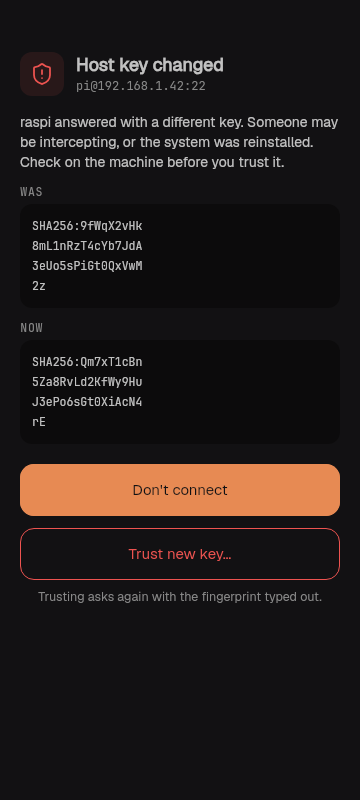 Host key changed
pi@192.168.1.42:22
raspi answered with a different key. Someone may
be intercepting, or the system was reinstalled.
Check on the machine before you trust it.
WAS
SHA256:9fWqX2vHk
8mL1nRzT4cYb7JdA
3eUo5sPiGt0QxVwM
2z
NOW
SHA256:Qm7xT1cBn
5Za8RvLd2KfWy9Hu
J3ePo6sGt0XiAcN4
rE
Don't connect
Trust new key…
Trusting asks again with the fingerprint typed out.